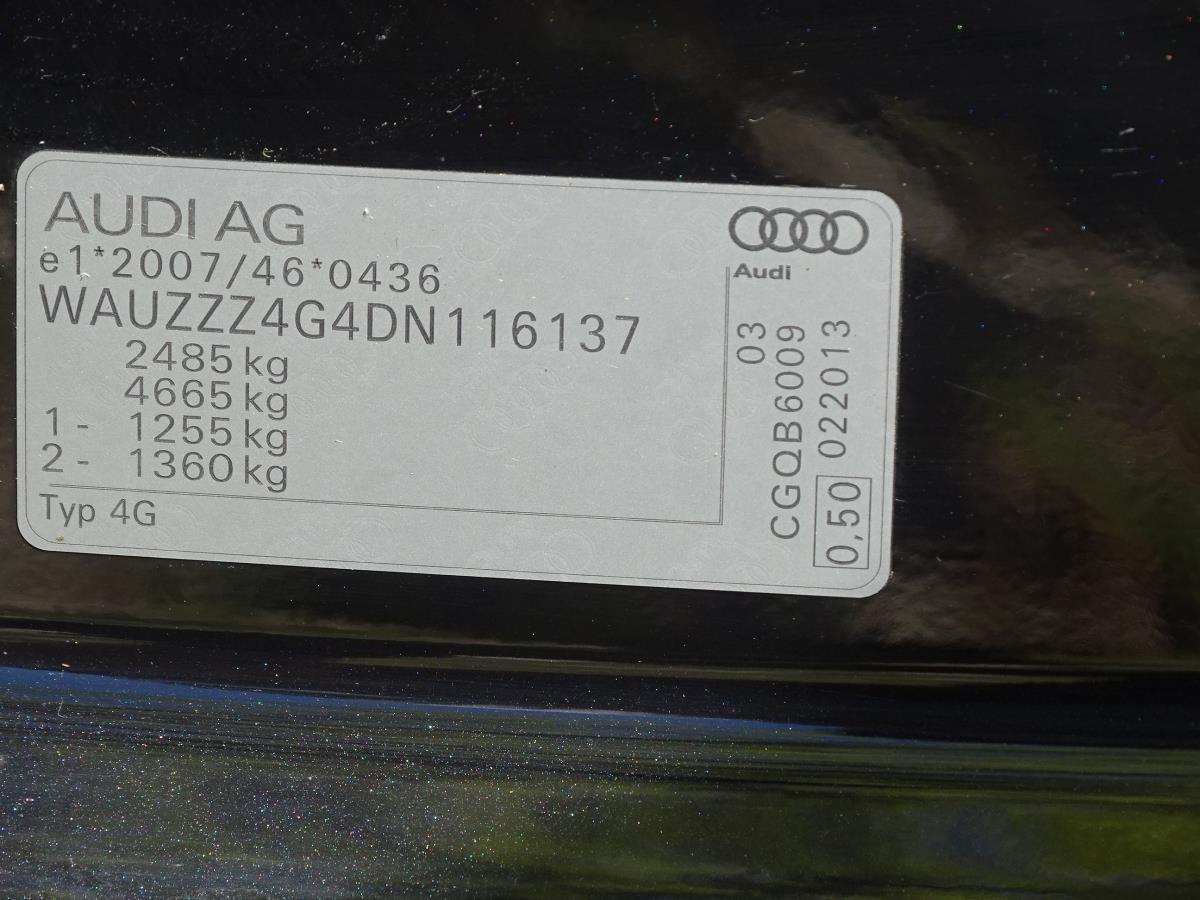 AUDI AG
e1*2007/46*0436
WAUZZZ4G4DN116137
2485 kg
4665 kg
1 - 1255 kg
2 - 1360 kg
Typ 4G
Audi
03
CGQB6009
0,50 022013